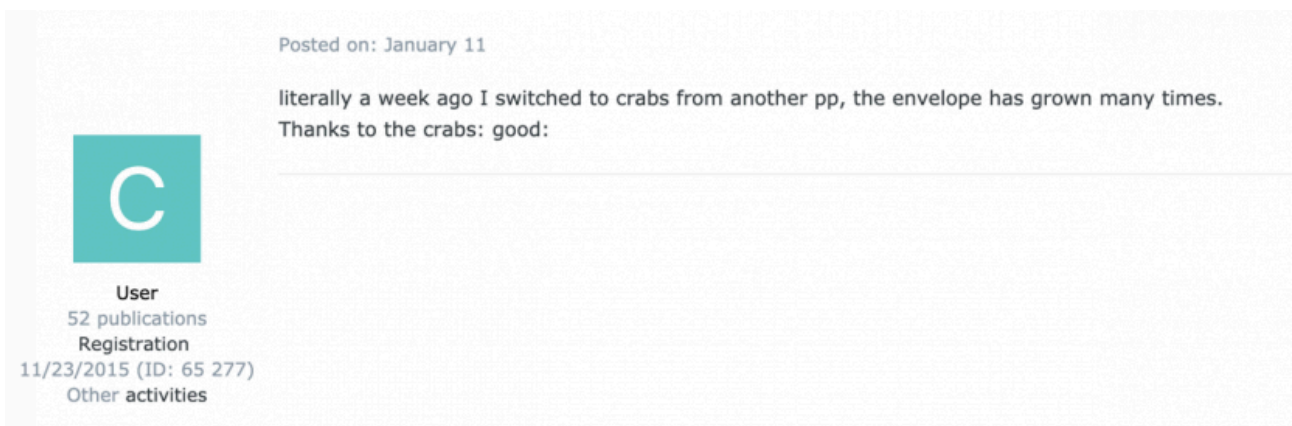 Posted on: January 11
literally a week ago I switched to crabs from another pp, the envelope has grown many times.
Thanks to the crabs: good:
C
User
52 publications
Registration
11/23/2015 (ID: 65 277)
Other activities